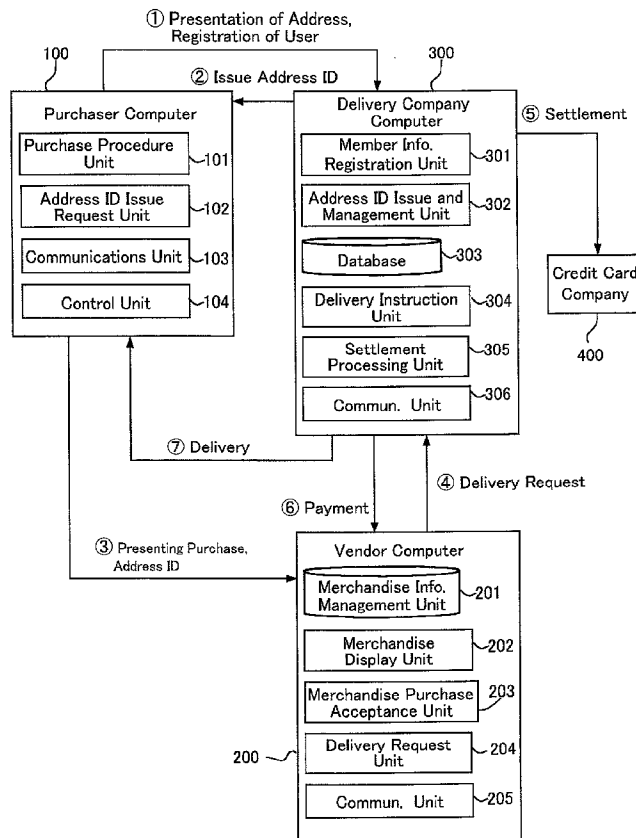 ① Presentation of Address,
Registration of User
100
② Issue Address ID
300
Purchaser Computer
Purchase Procedure
Unit
101
Address ID Issue
Request Unit
102
Communications Unit
103
Control Unit
104
Delivery Company
Computer
Member Info.
Registration Unit
301
Address ID Issue and
Management Unit
302
Database
303
Delivery Instruction
Unit
304
Settlement
Processing Unit
305
Commun. Unit
306
⑤ Settlement
Credit Card
Company
400
⑦ Delivery
④ Delivery Request
⑥ Payment
③ Presenting Purchase,
Address ID
Vendor Computer
Merchandise Info.
Management Unit
201
Merchandise
Display Unit
202
Merchandise Purchase
Acceptance Unit
203
200
Delivery Request
Unit
204
Commun. Unit
205